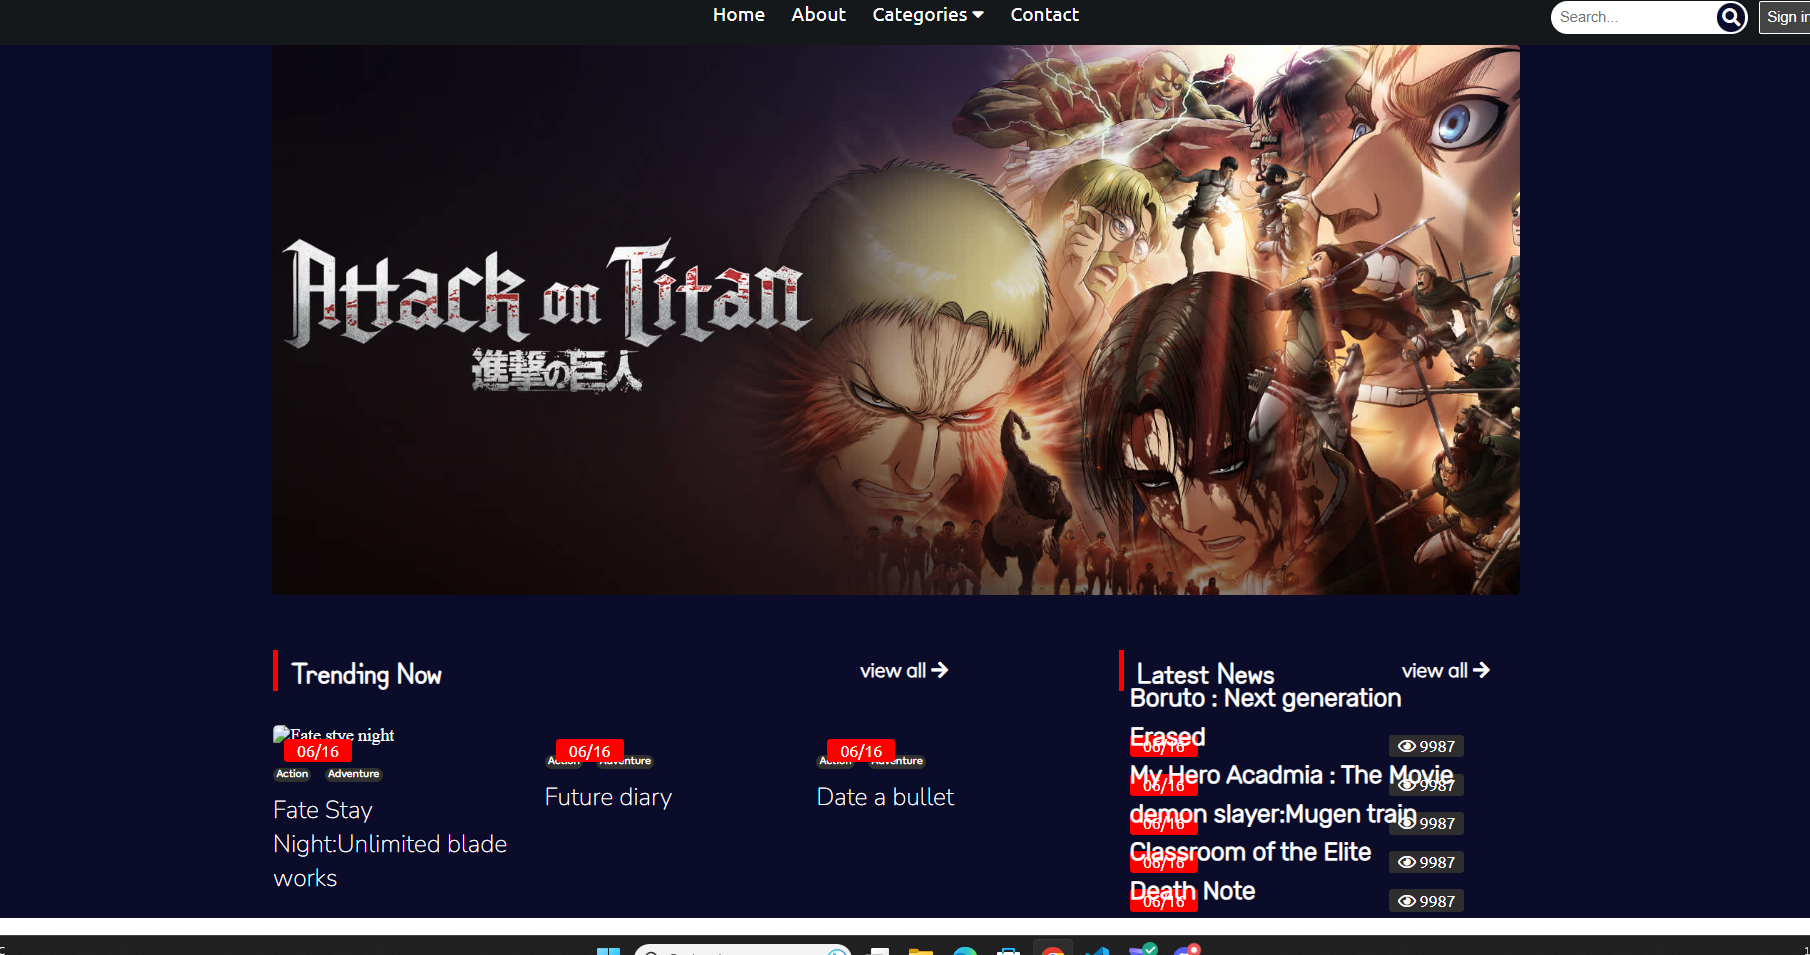 Home About Categories Contact
Search...
Sign in
Attack on Titan
進撃の巨人
Trending Now
view all
Fate stye night
06/16
Action Adventure
Fate Stay
Night:Unlimited blade
works
06/16
Action Adventure
Future diary
06/16
Action Adventure
Date a bullet
Latest News
view all
Boruto : Next generation
Erased
06/16
9987
My Hero Acadmia : The Movie
06/16
9987
demon slayer:Mugen train
06/16
9987
Classroom of the Elite
06/16
9987
Death Note
06/16
9987